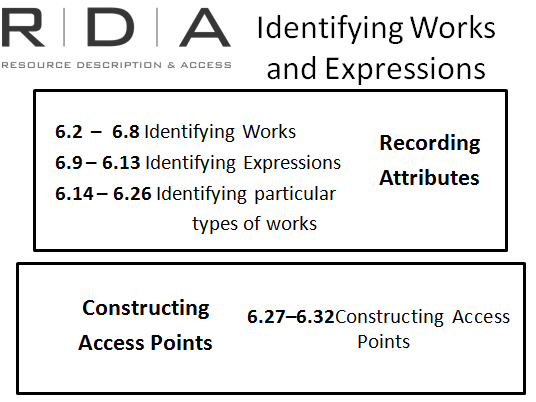 R | D | A
RESOURCE DESCRIPTION & ACCESS
Identifying Works
and Expressions
6.2 – 6.8 Identifying Works
6.9 – 6.13 Identifying Expressions
6.14 – 6.26 Identifying particular
types of works
Recording
Attributes
Constructing
Access Points
6.27–6.32Constructing Access
Points